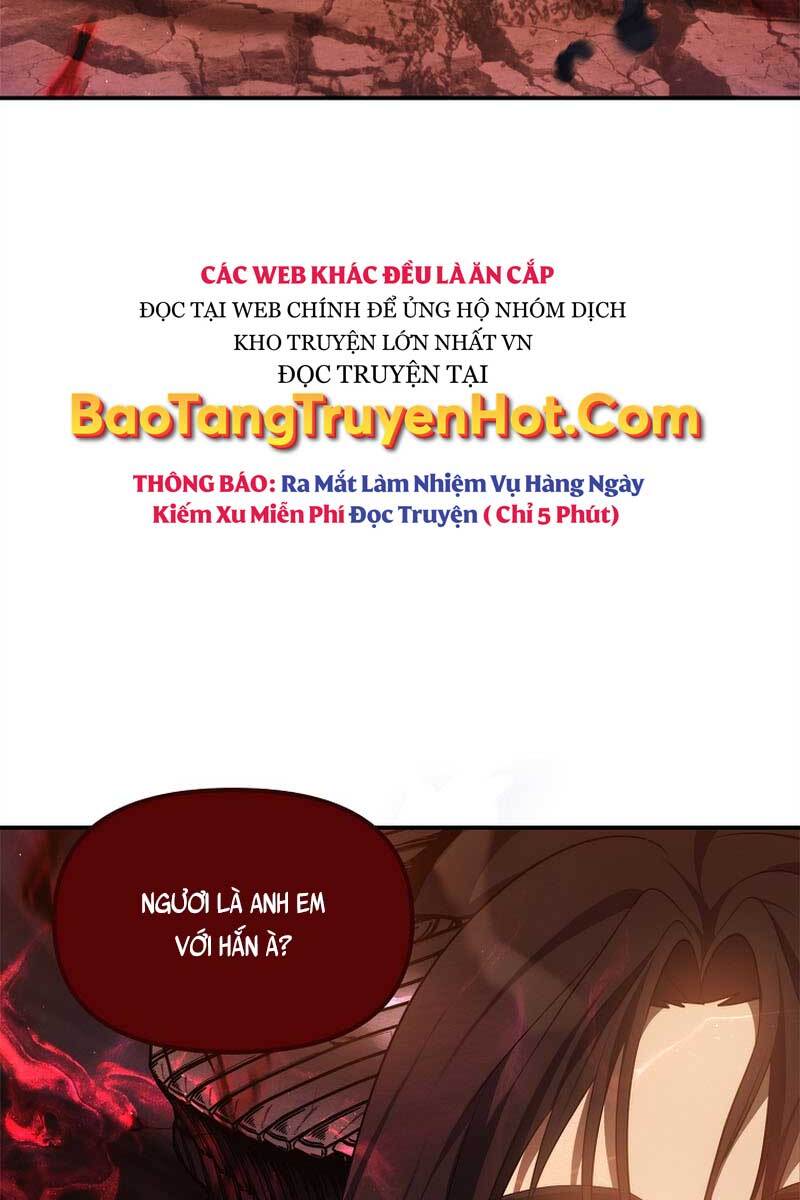 CÁC WEB KHÁC ĐỀU LÀ ĂN CẮP
ĐỌC TẠI WEB CHÍNH ĐỂ ỦNG HỘ NHÓM DỊCH
KHO TRUYỆN LỚN NHẤT VN
ĐỌC TRUYỆN TẠI
BaoTangTruyenHot.Com
THÔNG BÁO: Ra Mắt Làm Nhiệm Vụ Hàng Ngày
Kiếm Xu Miễn Phí Đọc Truyện ( Chỉ 5 Phút)
NGƯƠI LÀ ANH EM
VỚI HẮN À?